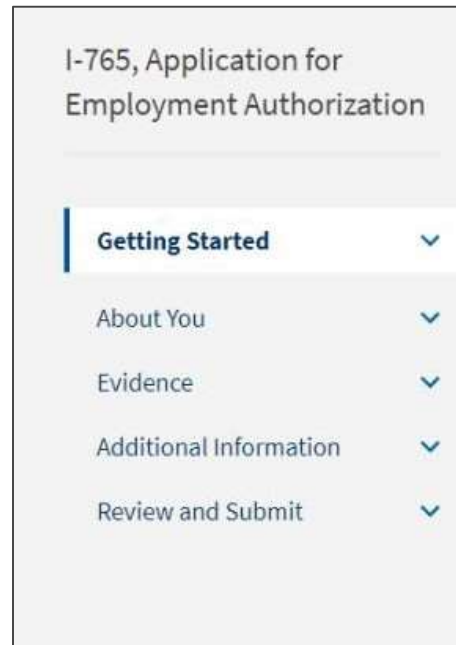 I-765, Application for
Employment Authorization
Getting Started
About You
Evidence
Additional Information
Review and Submit